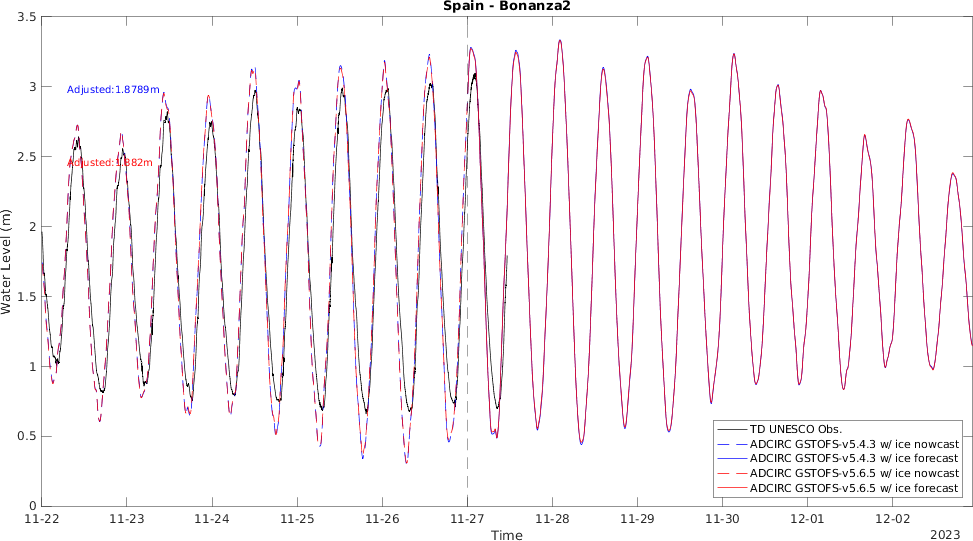 Spain - Bonanza2
3.5
3
2.5
2
1.5
1
0.5
0
Water Level (m)
Adjusted:1.8789m
Adjusted:1.882m
TD UNESCO Obs.
ADCIRC GSTOFS-v5.4.3 w/ ice nowcast
ADCIRC GSTOFS-v5.4.3 w/ ice forecast
ADCIRC GSTOFS-v5.6.5 w/ ice nowcast
ADCIRC GSTOFS-v5.6.5 w/ ice forecast
11-22 11-23 11-24 11-25 11-26 11-27 11-28 11-29 11-30 12-01 12-02
Time
2023